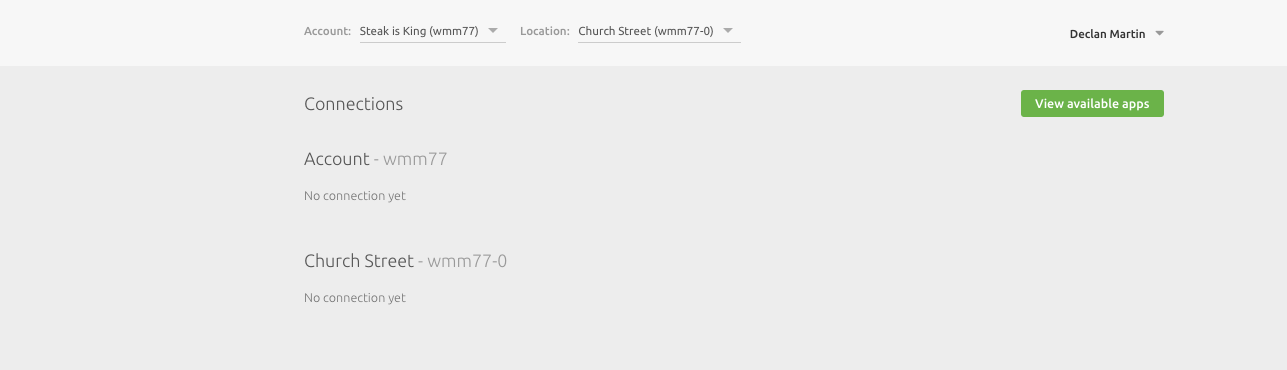 Account: Steak is King (wmm77) Location: Church Street (wmm77-0) Declan Martin
Connections View available apps
Account - wmm77
No connection yet
Church Street - wmm77-0
No connection yet